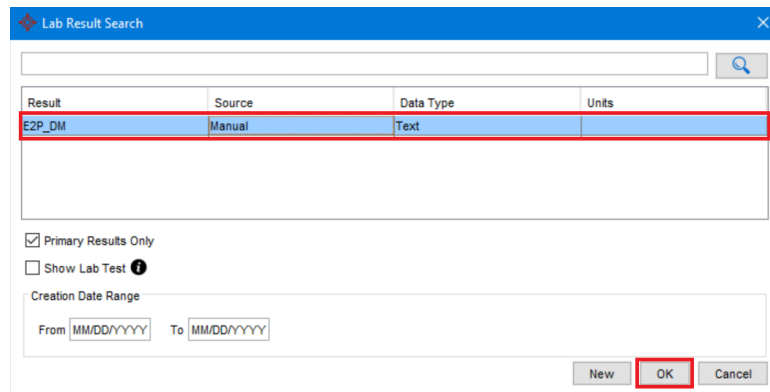 Lab Result Search
Result Source Data Type Units
E2P_DM Manual Text
Primary Results Only
Show Lab Test i
Creation Date Range
From MM/DD/YYYY To MM/DD/YYYY
New OK Cancel